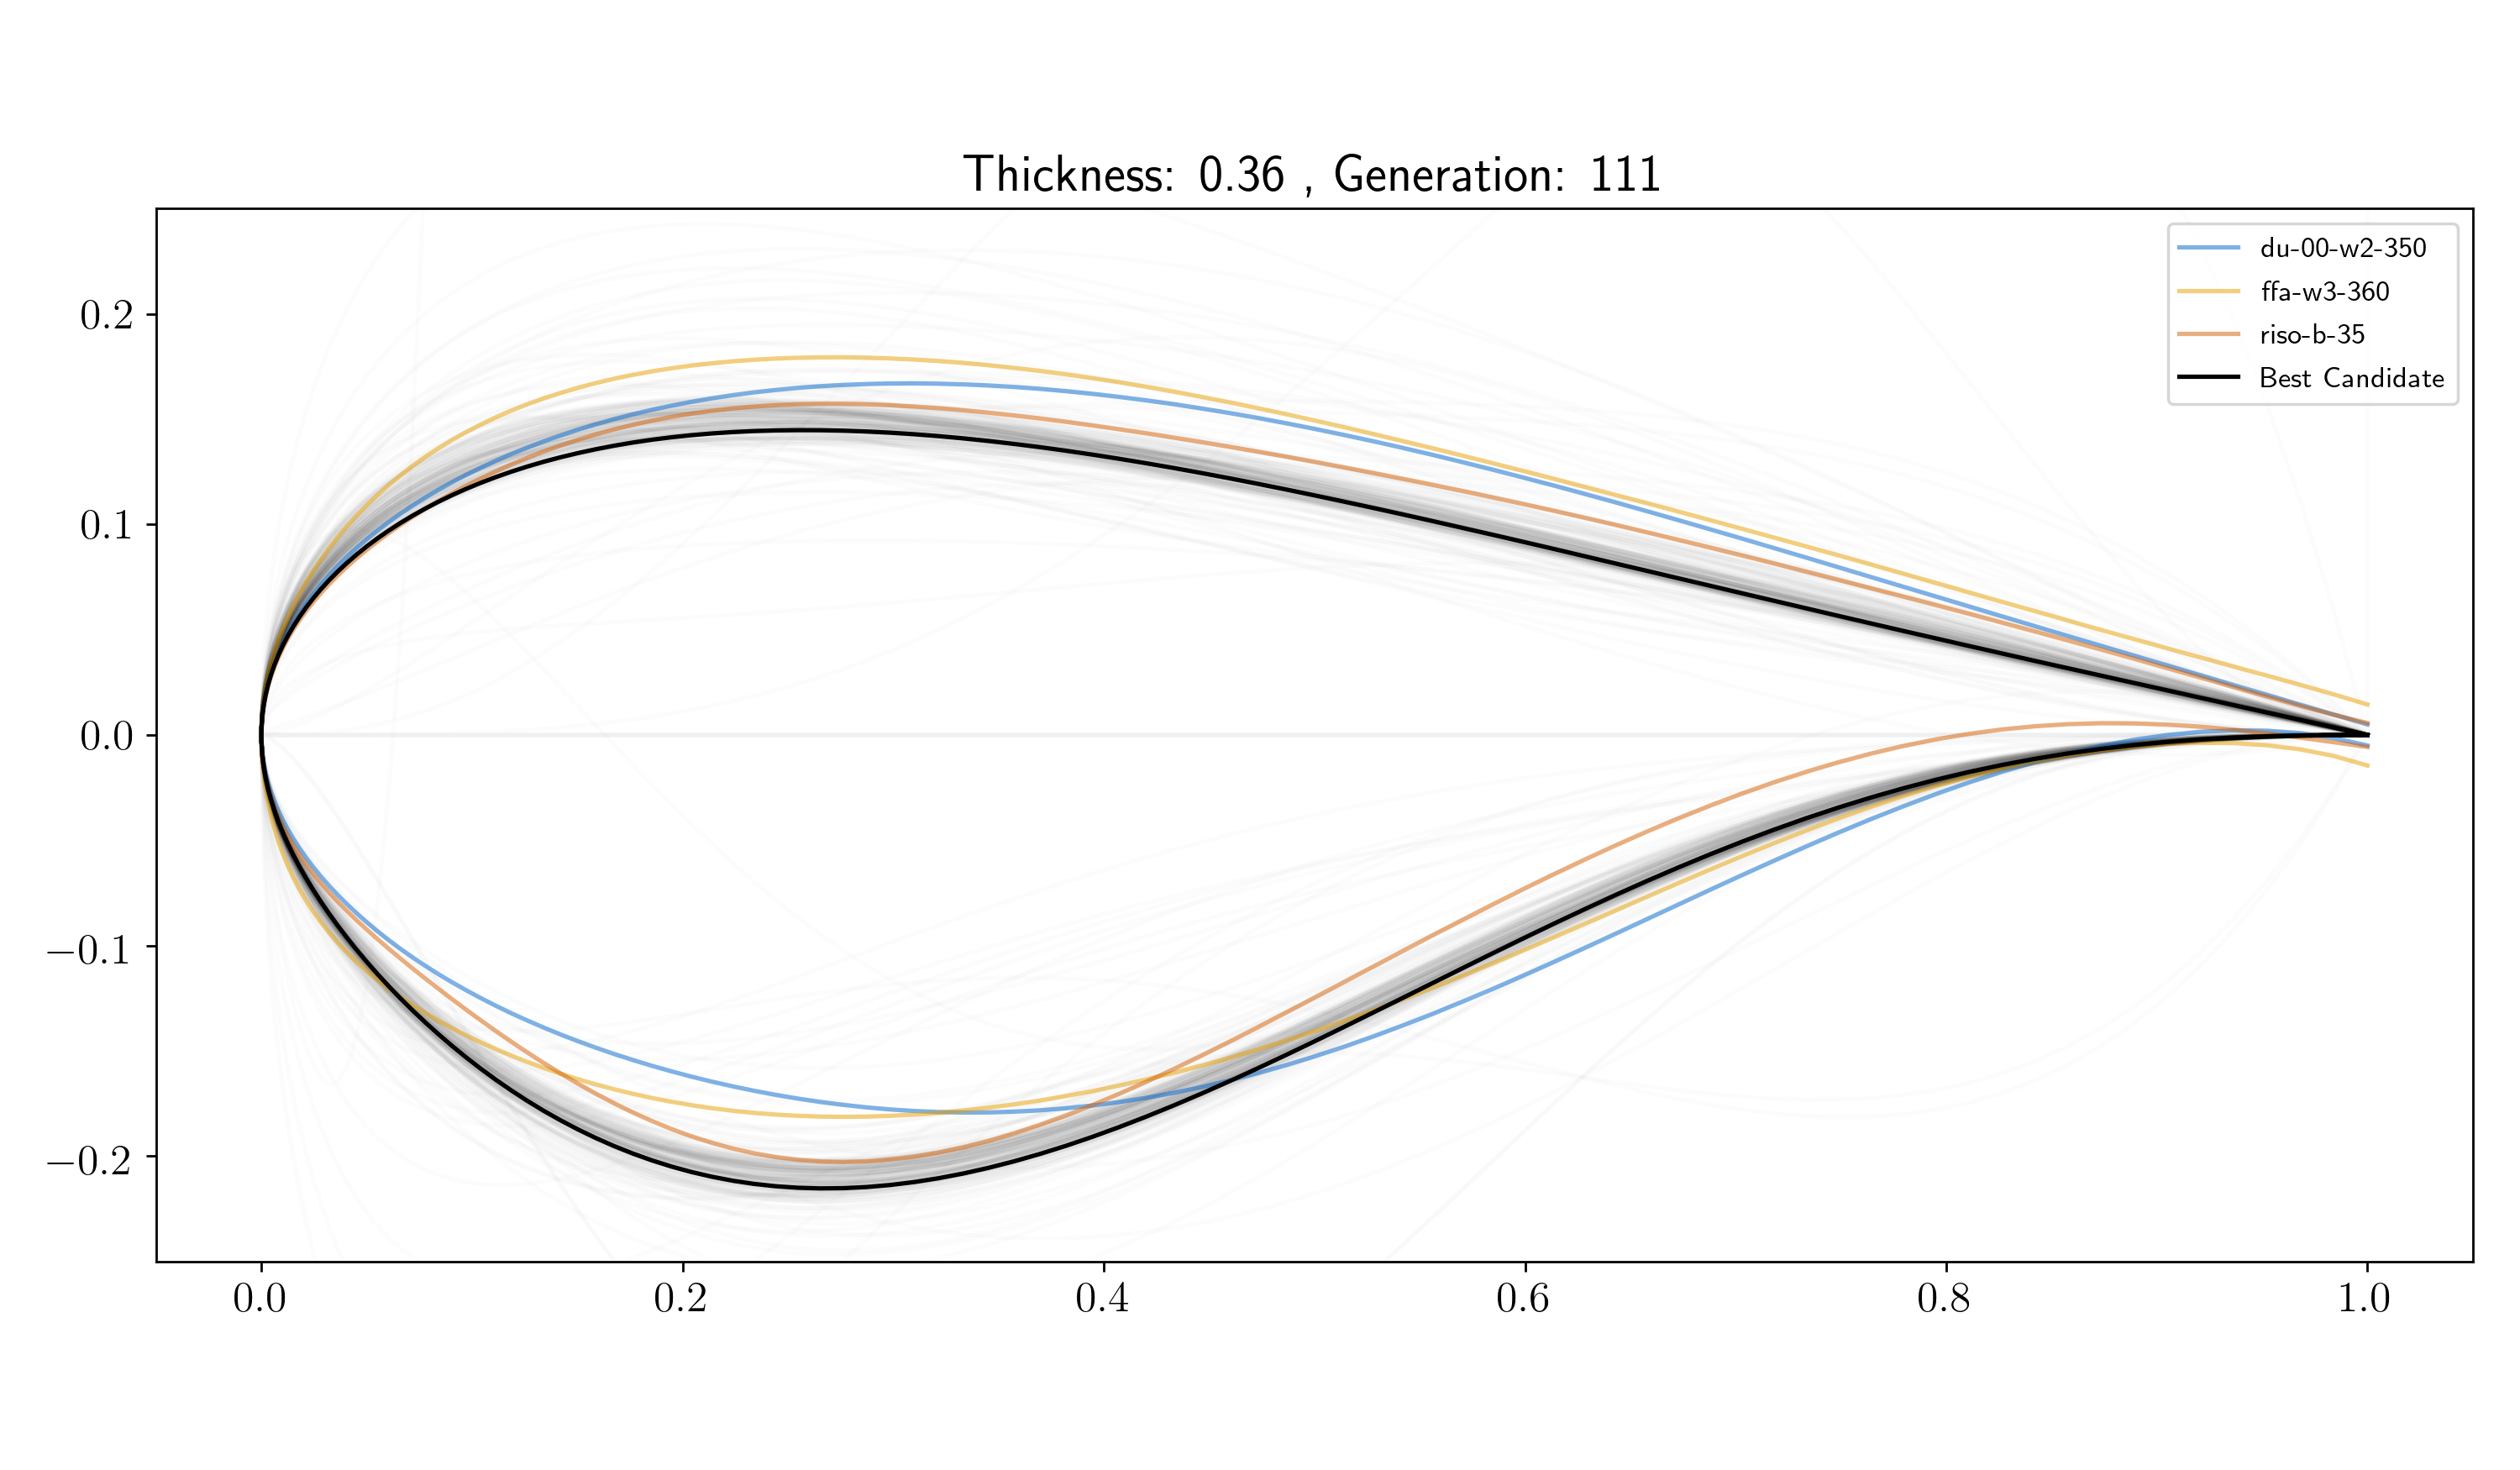 Thickness: 0.36 , Generation: 111
du-00-w2-350
ffa-w3-360
riso-b-35
Best Candidate
0.2
0.1
0.0
−0.1
−0.2
0.0 0.2 0.4 0.6 0.8 1.0